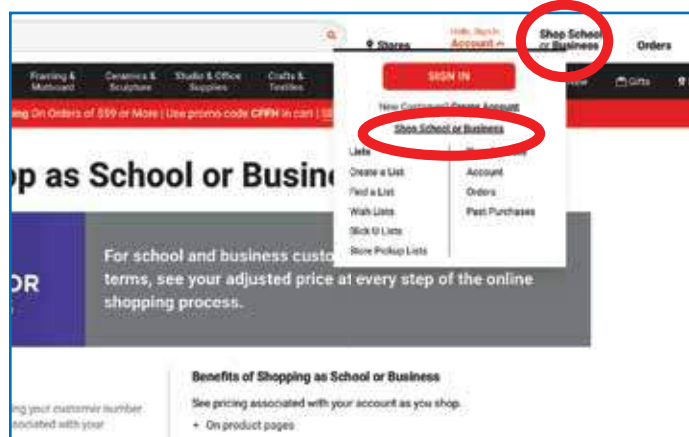 Stores
Hello, Sign In
Account
Shop School
or Business
Orders
Framing &
Matboard
Ceramics &
Sculpture
Studio & Office
Supplies
Crafts &
Textiles
Gifts
ing On Orders of $59 or More | Use promo code CPFH in cart |
SIGN IN
New Customer? Create Account
Shop School or Business
Lists
Create a List
Find a List
Wish Lists
Blick U Lists
Store Pickup Lists
Account
Orders
Past Purchases
op as School or Busine
OR
For school and business custo
terms, see your adjusted price at every step of the online
shopping process.
Benefits of Shopping as School or Business
ing your customer number
sociated with your
See pricing associated with your account as you shop.
+ On product pages